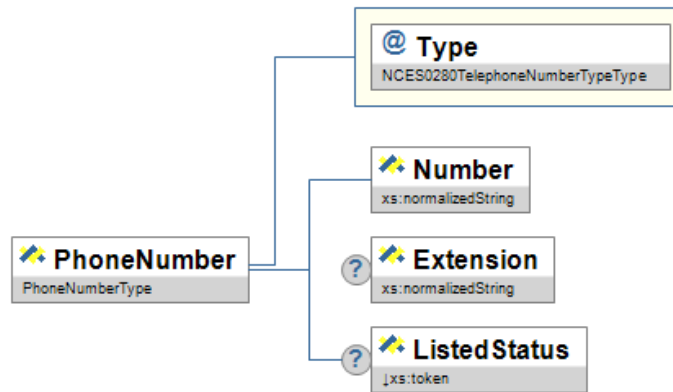 @ Type
NCES0280TelephoneNumberTypeType
Number
xs:normalizedString
PhoneNumber
PhoneNumberType
? Extension
xs:normalizedString
? ListedStatus
↓xs:token